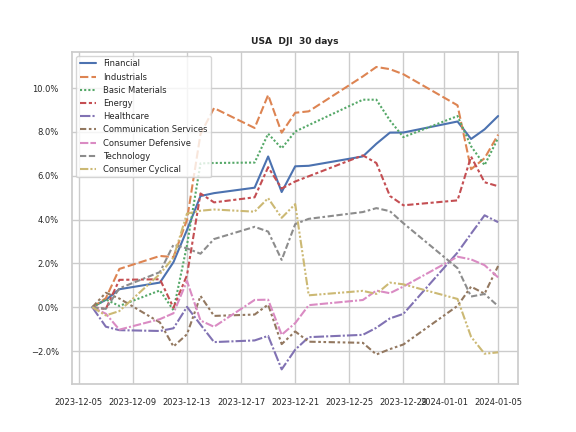 USA DJI 30 days
Financial
Industrials
Basic Materials
Energy
Healthcare
Communication Services
Consumer Defensive
Technology
Consumer Cyclical
10.0%
8.0%
6.0%
4.0%
2.0%
0.0%
−2.0%
2023-12-05 2023-12-09 2023-12-13 2023-12-17 2023-12-21 2023-12-25 2023-12-29 2024-01-01 2024-01-05